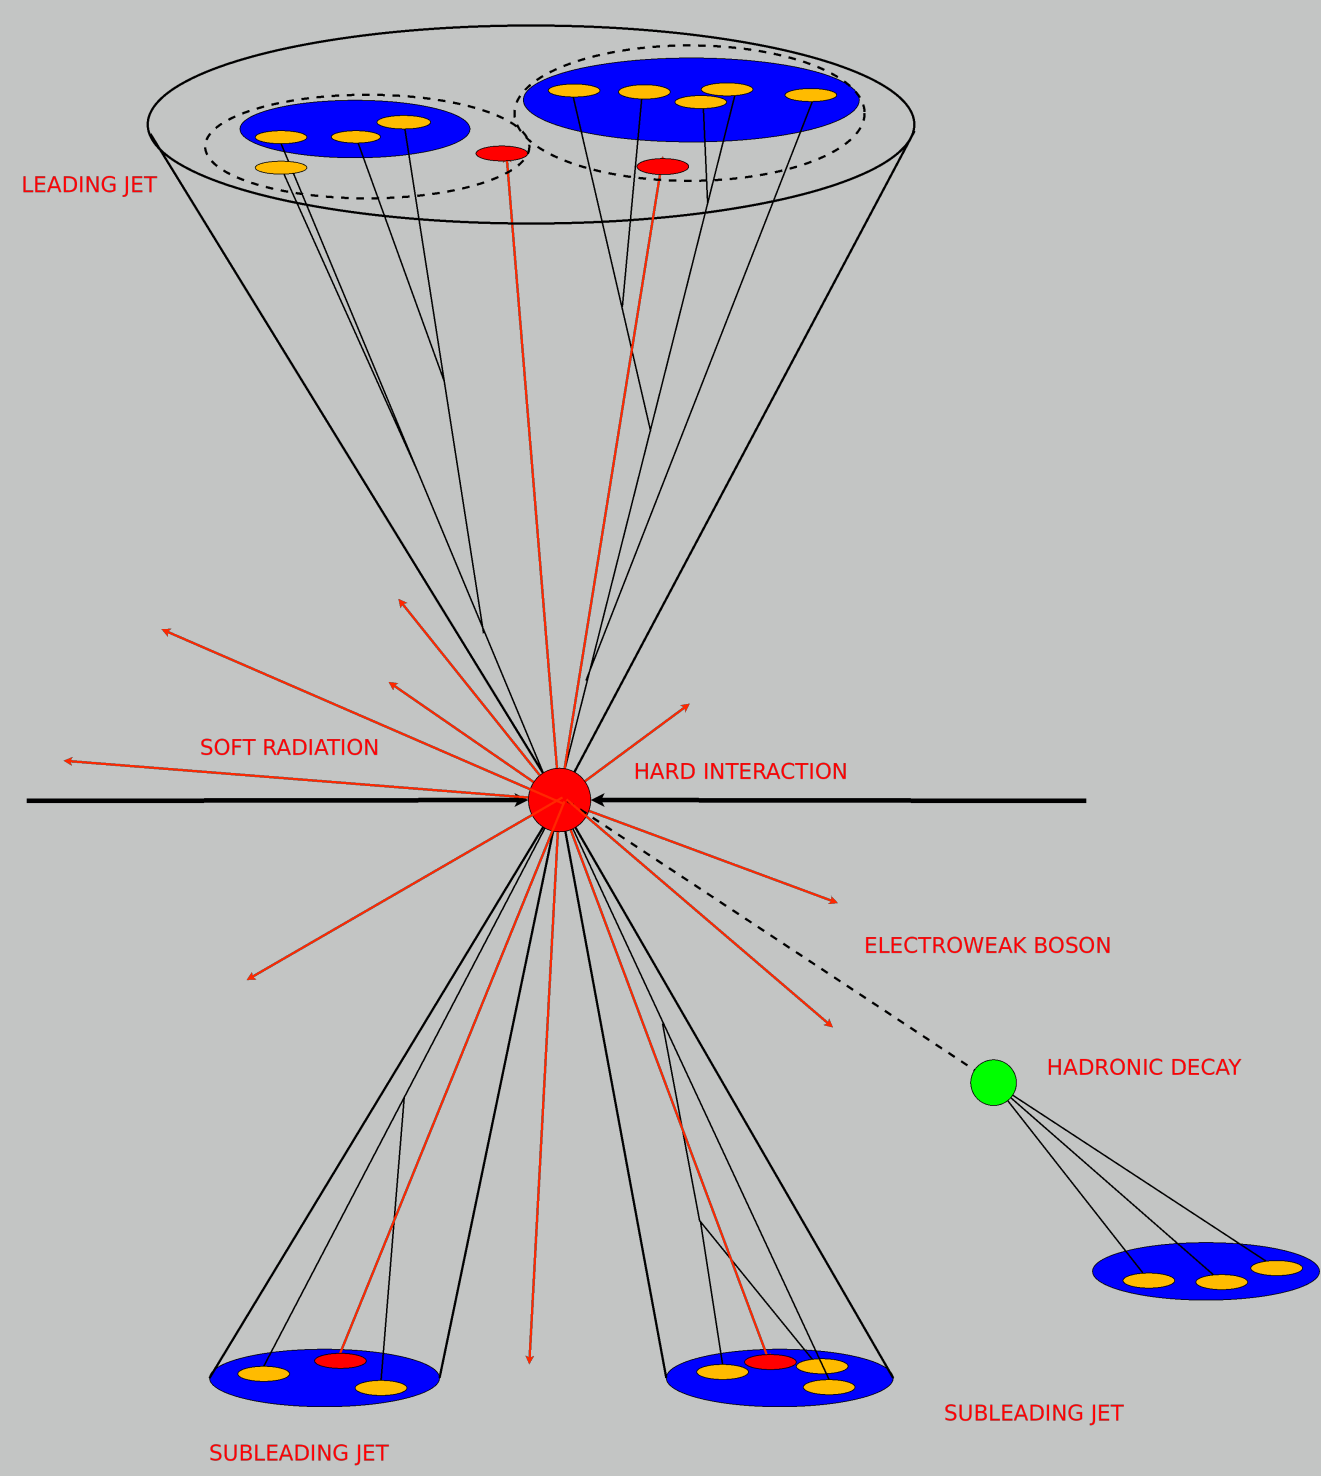 LEADING JET
SOFT RADIATION
HARD INTERACTION
ELECTROWEAK BOSON
HADRONIC DECAY
SUBLEADING JET
SUBLEADING JET